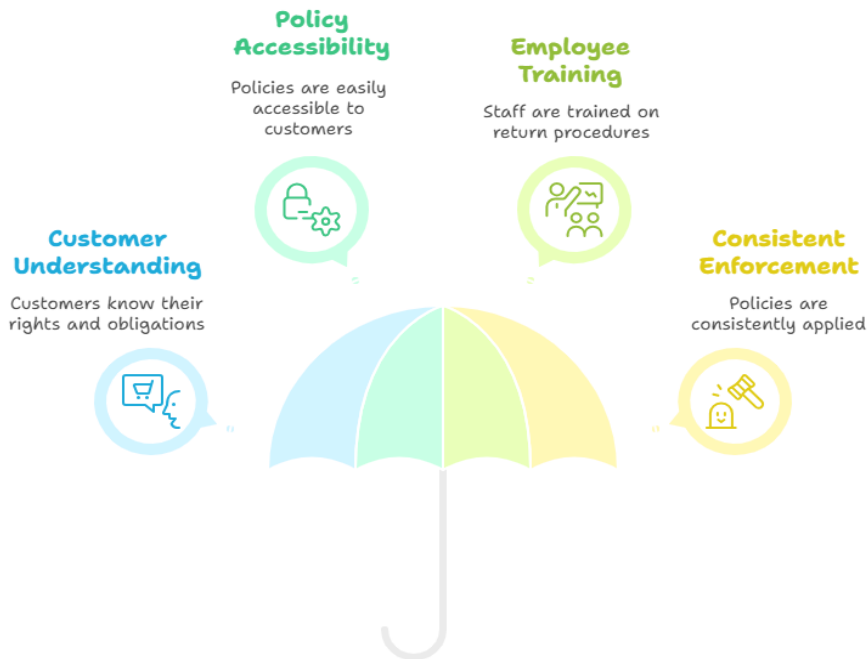 Policy
Accessibility
Policies are easily
accessible to
customers
Employee
Training
Staff are trained on
return procedures
Customer
Understanding
Customers know their
rights and obligations
Consistent
Enforcement
Policies are
consistently applied